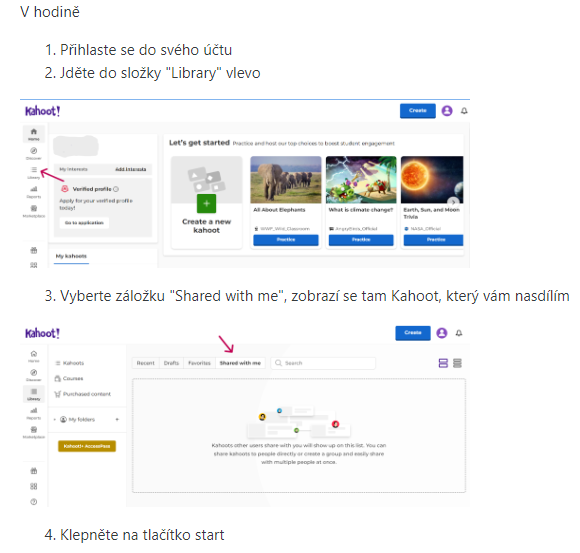 V hodině
1. Přihlaste se do svého účtu
2. Jděte do složky "Library" vlevo
Kahoot!
Create
Home
Discover
Library
Reports
Marketplace
My interests
Add interests
Verified profile
Apply for your verified profile
today!
Go to application
My kahoots
Let's get started Practice and host our top choices to boost student engagement
Create a new
kahoot
All About Elephants
WWF_Wild_Classroom
Practice
What is climate change?
AngryBirds_Official
Practice
Earth, Sun, and Moon
Trivia
NASA_Official
Practice
3. Vyberte záložku "Shared with me", zobrazí se tam Kahoot, který vám nasdílím
Kahoot!
Create
Home
Discover
Library
Reports
Marketplace
Kahoots
Courses
Purchased content
My folders
Kahoot!+ AccessPass
Recent
Drafts
Favorites
Shared with me
Search
Kahoots other users share with you will show up on this list. You can
share kahoots to people directly or create a group and easily share
with multiple people at once.
4. Klepněte na tlačítko start